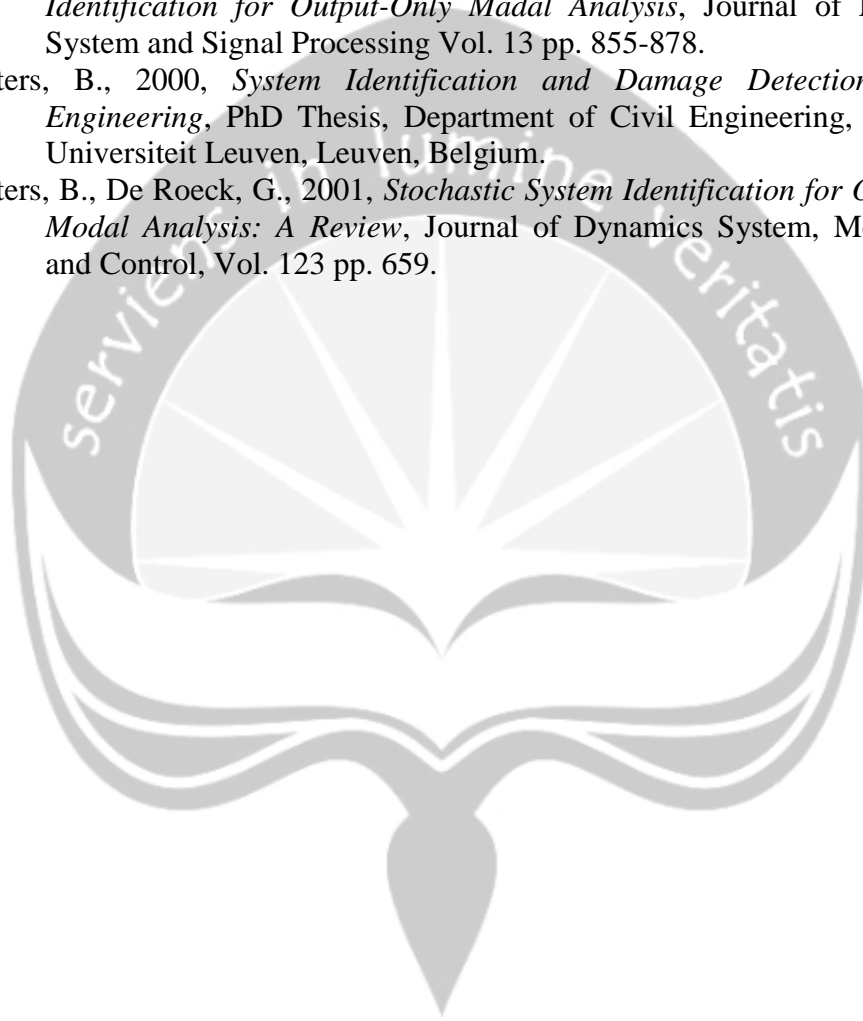 Identification for Output-Only Madal Analysis, Journal of
System and Signal Processing Vol. 13 pp. 855-878.
ters, B., 2000, System Identification and Damage Detection
Engineering, PhD Thesis, Department of Civil Engineering,
Universiteit Leuven, Leuven, Belgium.
ters, B., De Roeck, G., 2001, Stochastic System Identification for
Modal Analysis: A Review, Journal of Dynamics System,
and Control, Vol. 123 pp. 659.
serviens in lumine veritatis